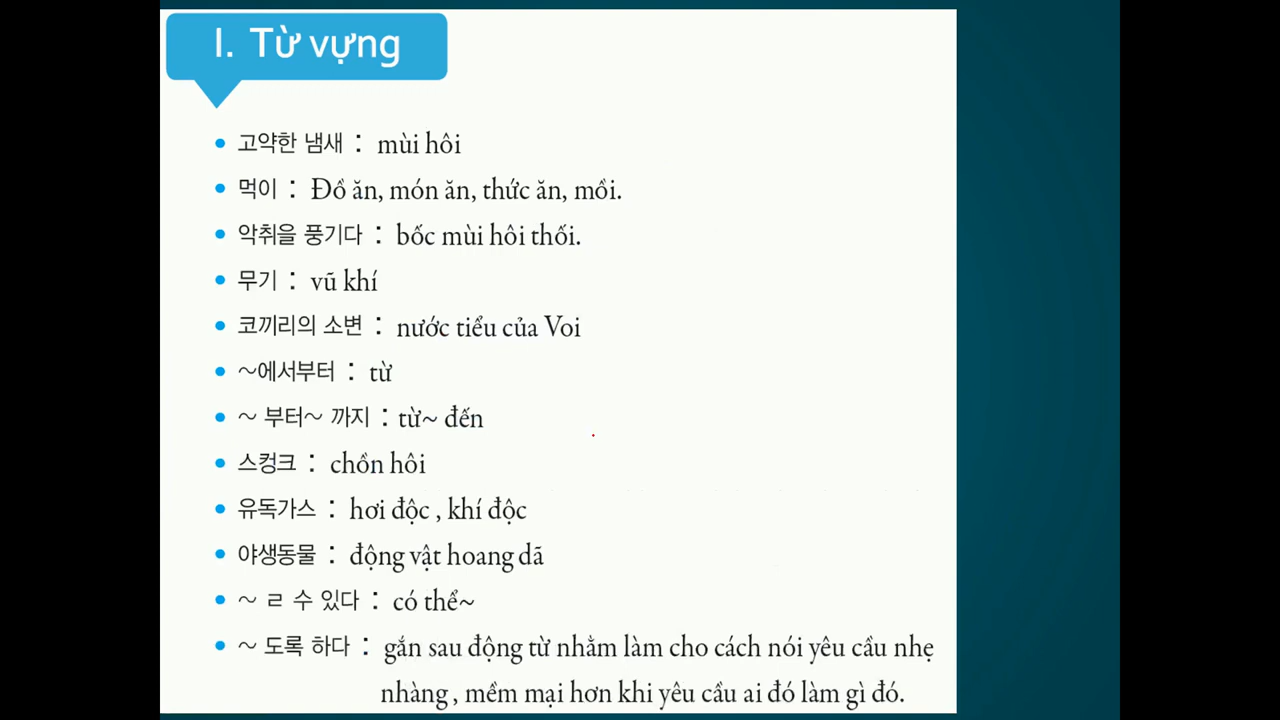 I. Từ vựng
• 고약한 냄새 : mùi hôi
• 먹이 : Đồ ăn, món ăn, thức ăn, mồi.
• 악취을 풍기다 : bốc mùi hôi thối.
• 무기 : vũ khí
• 코끼리의 소변 : nước tiểu của Voi
• ~에서부터 : từ
• ~ 부터~ 까지 : từ~ đến
• 스컹크 : chồn hôi
• 유독가스 : hơi độc , khí độc
• 야생동물 : động vật hoang dã
• ~ ㄹ 수 있다 : có thể~
• ~ 도록 하다 : gắn sau động từ nhằm làm cho cách nói yêu cầu nhẹ
nhàng , mềm mại hơn khi yêu cầu ai đó làm gì đó.